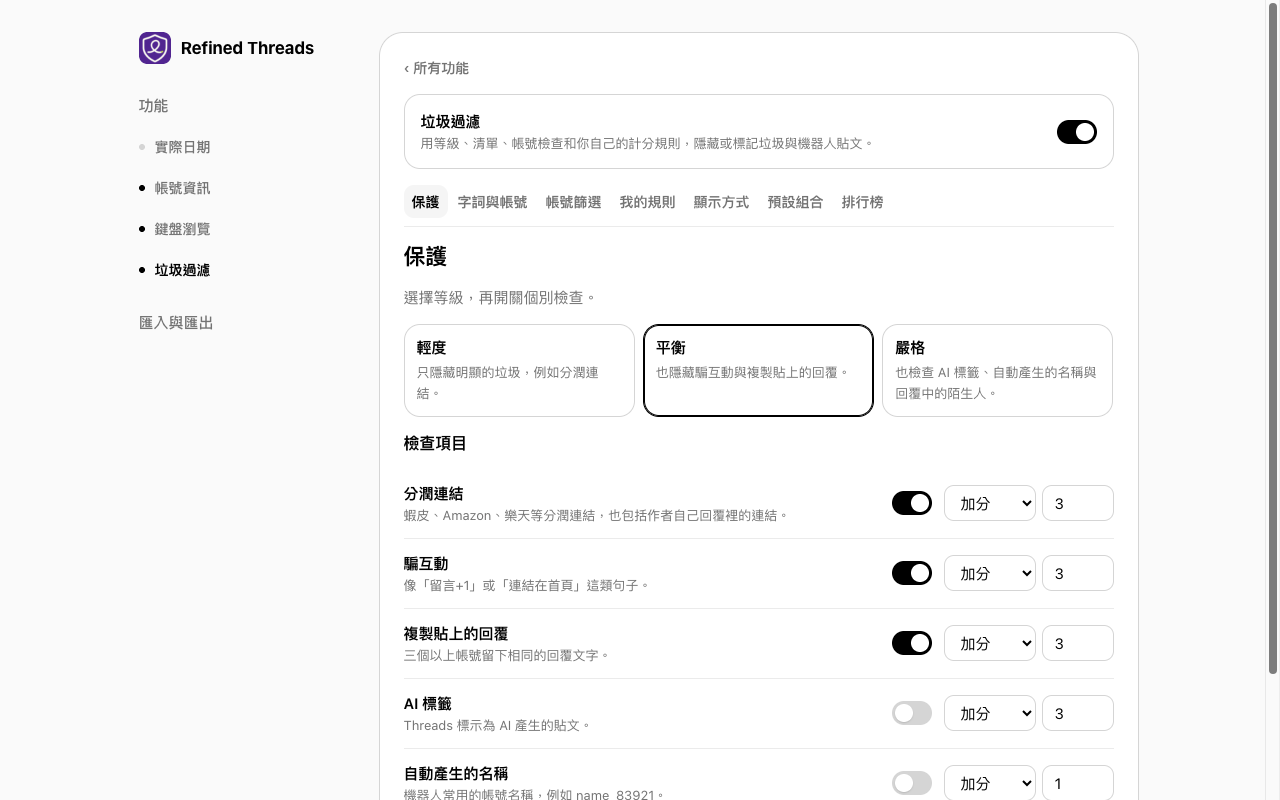 Refined Threads
功能
實際日期
帳號資訊
鍵盤瀏覽
垃圾過濾
匯入與匯出
‹ 所有功能
垃圾過濾
用等級、清單、帳號檢查和你自己的計分規則，隱藏或標記垃圾與機器人貼文。
保護 字詞與帳號 帳號篩選 我的規則 顯示方式 預設組合 排行榜
保護
選擇等級，再開關個別檢查。
輕度
只隱藏明顯的垃圾，例如分潤連
結。
平衡
也隱藏騙互動與複製貼上的回覆。
嚴格
也檢查 AI 標籤、自動產生的名稱與
回覆中的陌生人。
檢查項目
分潤連結
蝦皮、Amazon、樂天等分潤連結，也包括作者自己回覆裡的連結。
加分 3
騙互動
像「留言+1」或「連結在首頁」這類句子。
加分 3
複製貼上的回覆
三個以上帳號留下相同的回覆文字。
加分 3
AI 標籤
Threads 標示為 AI 產生的貼文。
加分 3
自動產生的名稱
機器人常用的帳號名稱，例如 name_83921。
加分 1